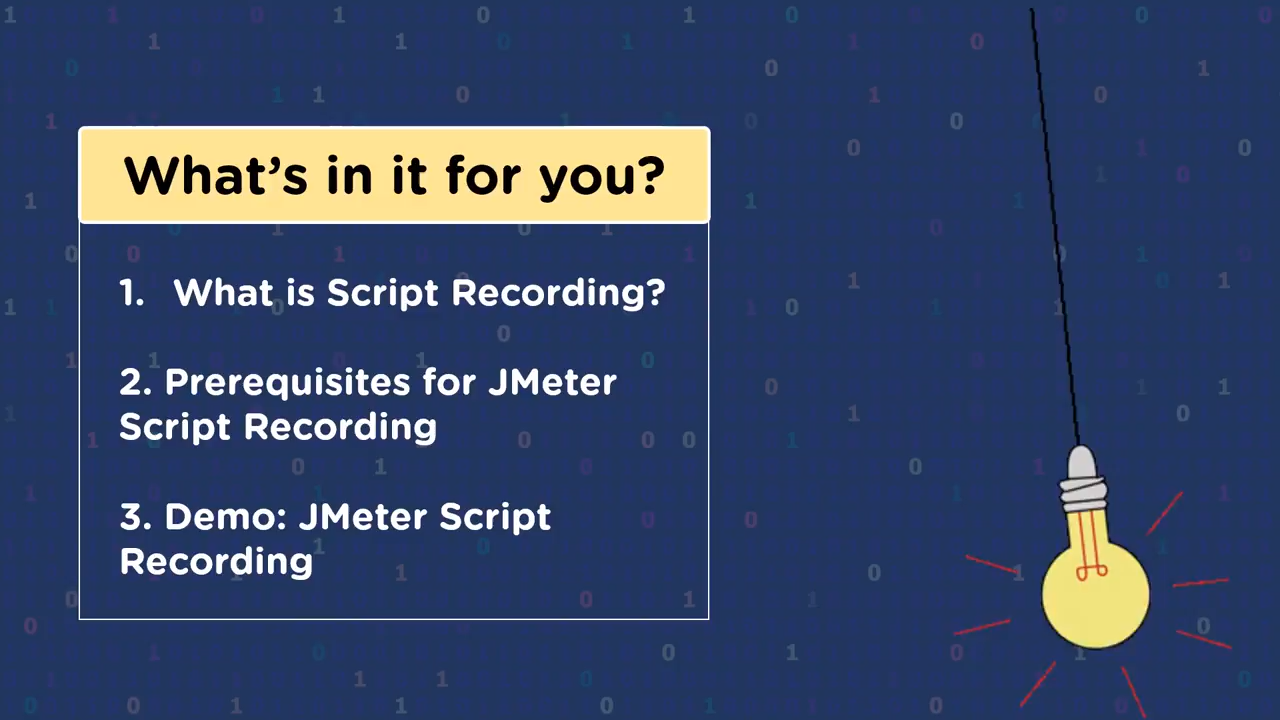 What’s in it for you?
1. What is Script Recording?
2. Prerequisites for JMeter
Script Recording
3. Demo: JMeter Script
Recording